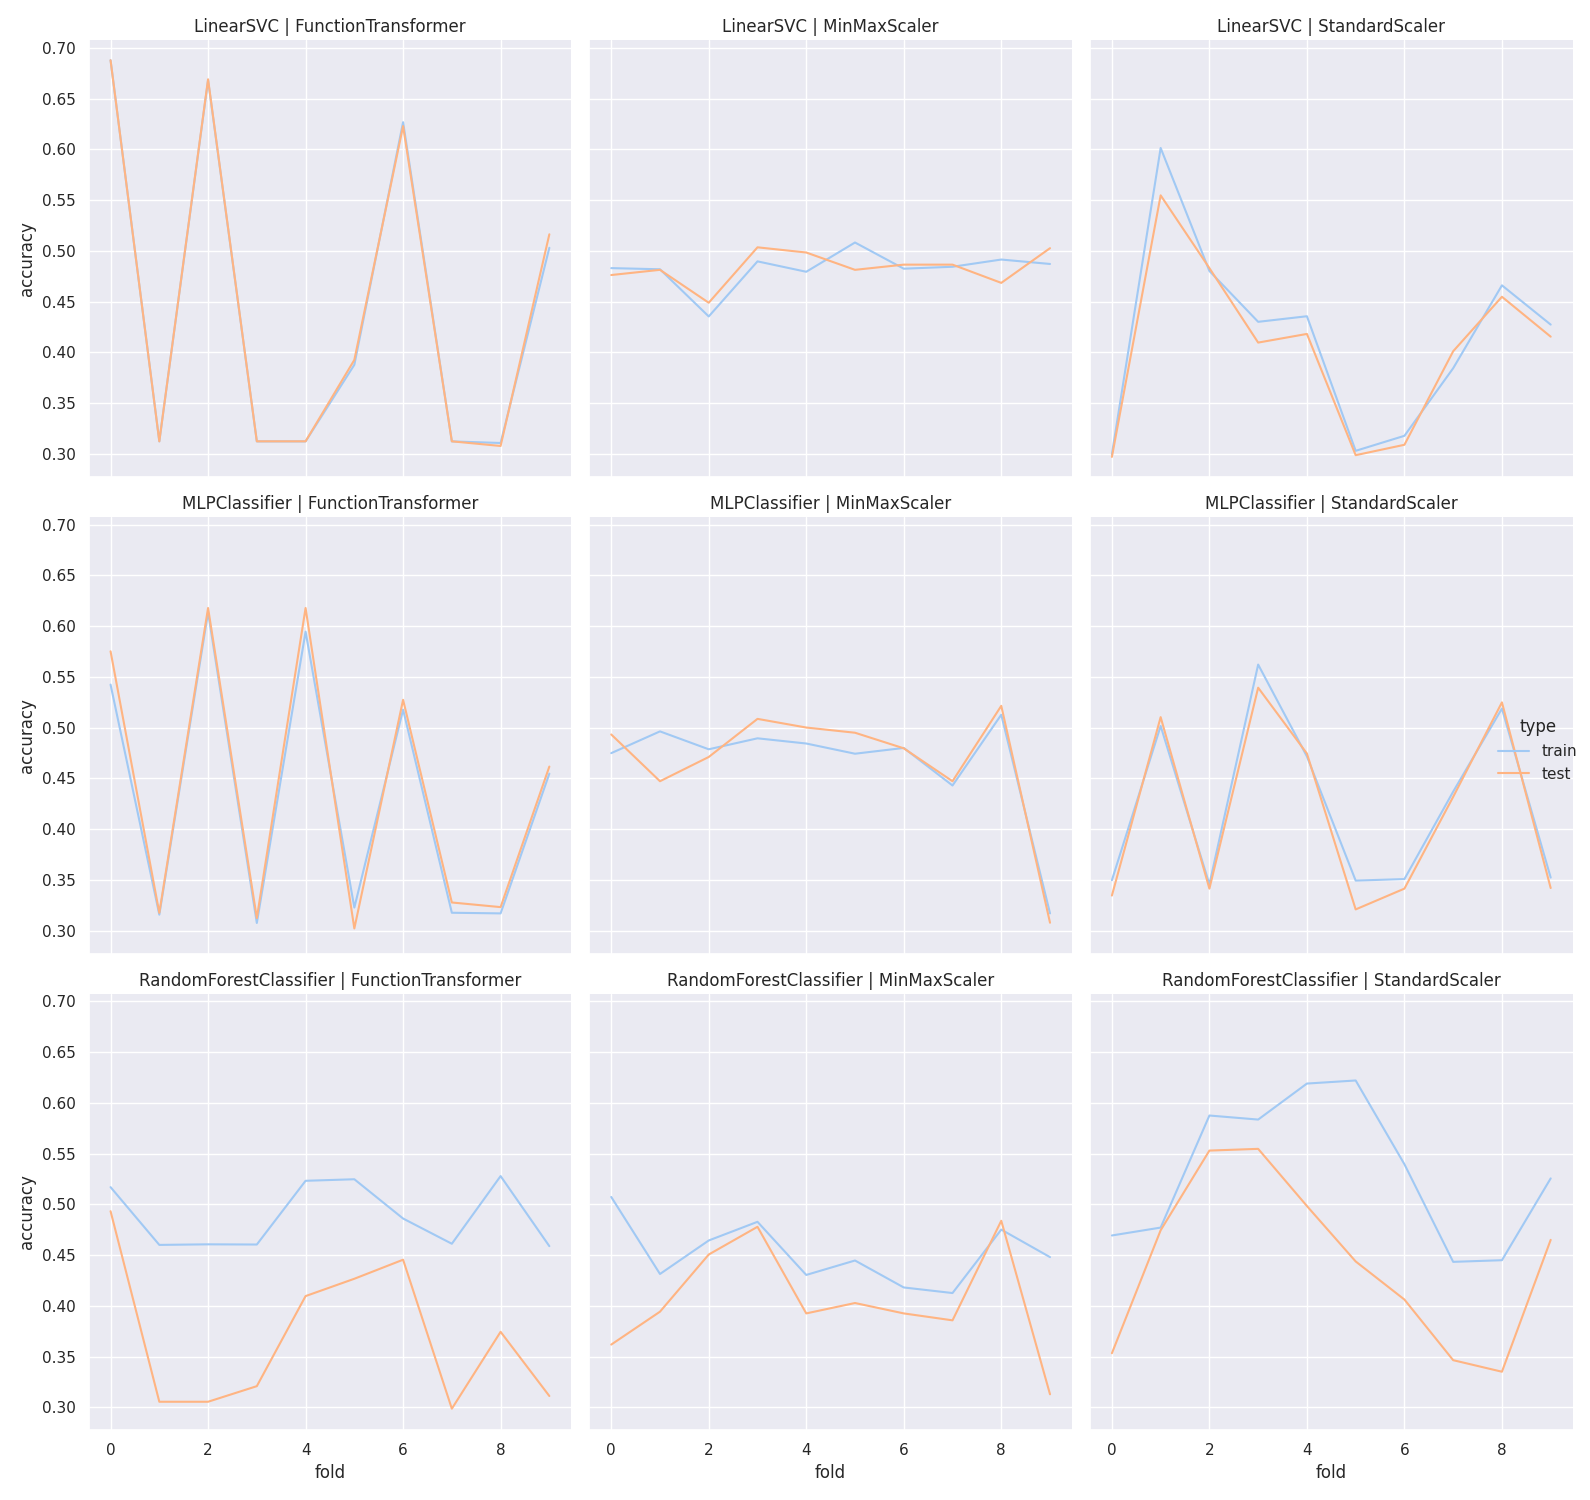 LinearSVC | FunctionTransformer
LinearSVC | MinMaxScaler
LinearSVC | StandardScaler
0.70
0.65
0.60
0.55
0.50
0.45
0.40
0.35
0.30
accuracy
MLPClassifier | FunctionTransformer
MLPClassifier | MinMaxScaler
MLPClassifier | StandardScaler
0.70
0.65
0.60
0.55
0.50
0.45
0.40
0.35
0.30
accuracy
type
train
test
RandomForestClassifier | FunctionTransformer
RandomForestClassifier | MinMaxScaler
RandomForestClassifier | StandardScaler
0.70
0.65
0.60
0.55
0.50
0.45
0.40
0.35
0.30
accuracy
0 2 4 6 8
0 2 4 6 8
0 2 4 6 8
fold
fold
fold